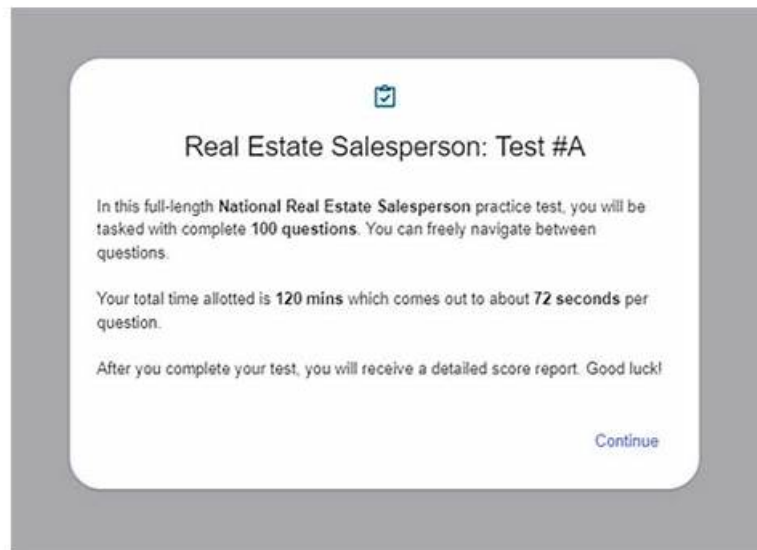 Real Estate Salesperson: Test #A
In this full-length National Real Estate Salesperson practice test, you will be
tasked with complete 100 questions. You can freely navigate between
questions.
Your total time allotted is 120 mins which comes out to about 72 seconds per
question.
After you complete your test, you will receive a detailed score report. Good luck!
Continue